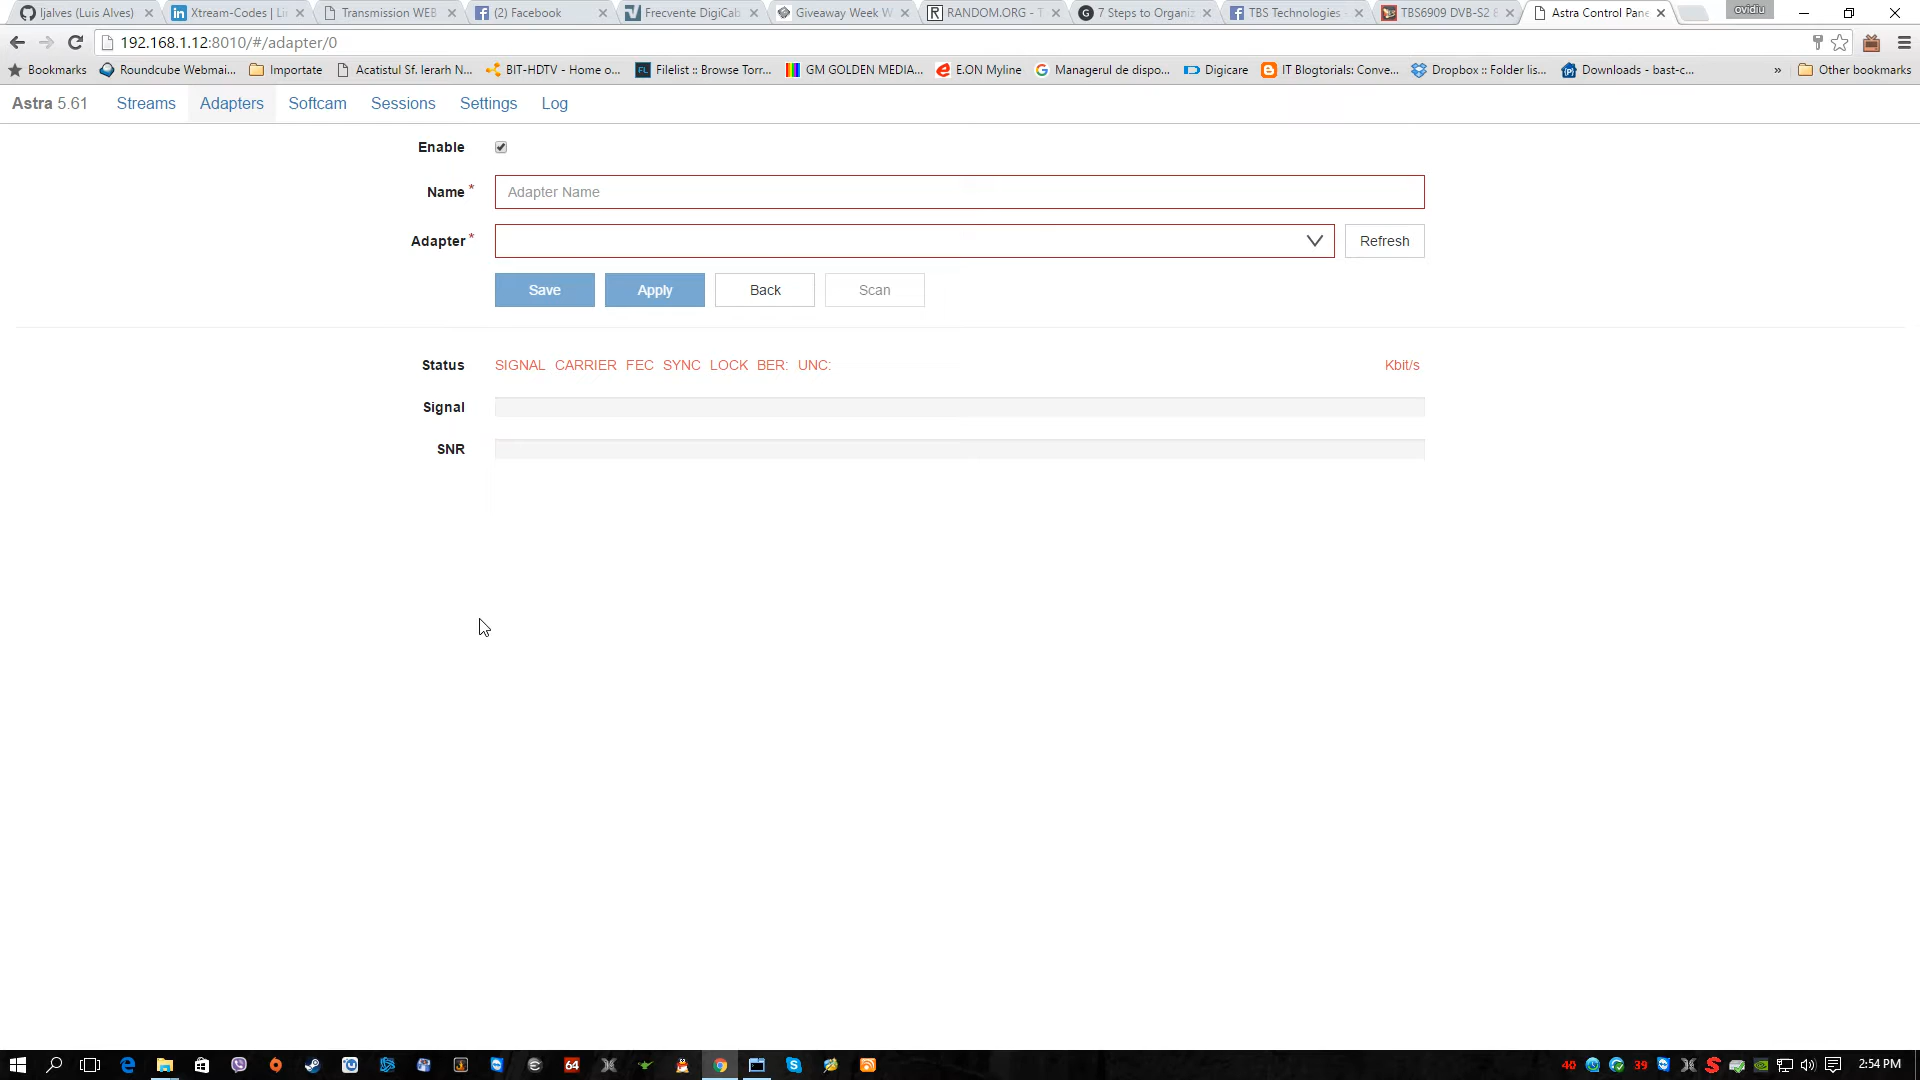 ljalves (Luis Alves)
Xtream-Codes | Li
Transmission WEB
(2) Facebook
Frecvente DigiCab
Giveaway Week W
RANDOM.ORG - T
7 Steps to Organiz
TBS Technologies
TBS6909 DVB-S2 8
Astra Control Pane
ovidiu
192.168.1.12:8010/#/adapter/0
Bookmarks
Roundcube Webmai...
Importate
Acatistul Sf. Ierarh N...
BIT-HDTV - Home o...
FL
Filelist :: Browse Torr...
GM GOLDEN MEDIA...
E.ON Myline
Managerul de dispo...
Digicare
IT Blogtorials: Conve...
Dropbox :: Folder lis...
Downloads - bast-c...
»
Other bookmarks
Astra 5.61
Streams
Adapters
Softcam
Sessions
Settings
Log
Enable
Name *
Adapter Name
Adapter *
Refresh
Save
Apply
Back
Scan
Status
SIGNAL CARRIER FEC SYNC LOCK BER: UNC:
Kbit/s
Signal
SNR
64
40
39
2:54 PM